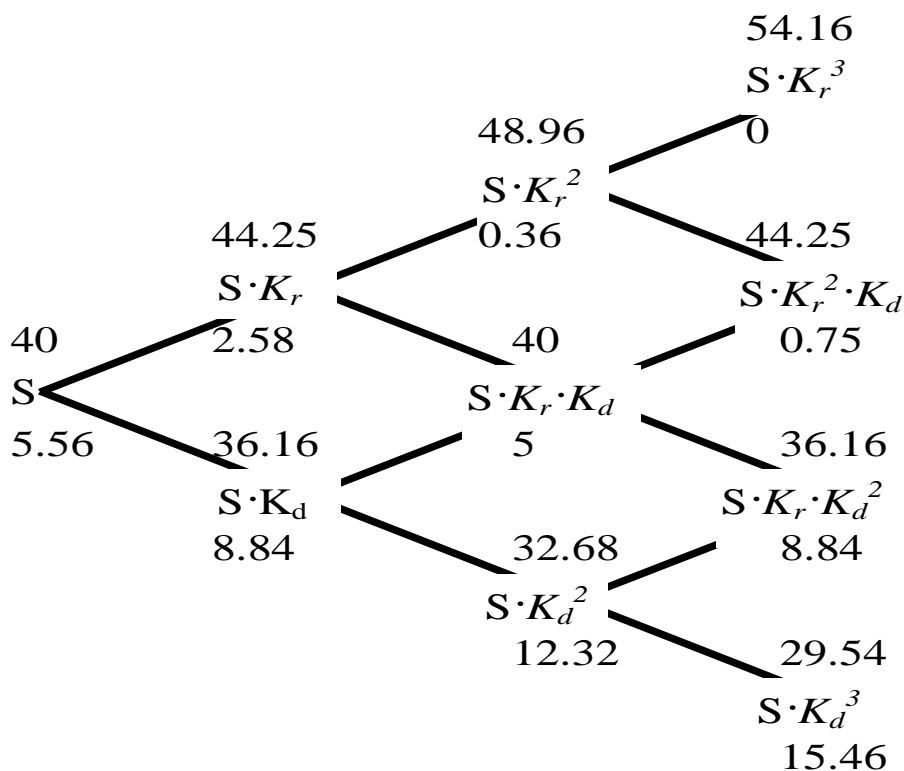 54.16
S·K_r^3
0
48.96
S·K_r^2
0.36
44.25
S·K_r
2.58
44.25
S·K_r^2·K_d
0.75
40
S
5.56
40
S·K_r·K_d
5
36.16
S·K_d
8.84
36.16
S·K_r·K_d^2
8.84
32.68
S·K_d^2
12.32
29.54
S·K_d^3
15.46